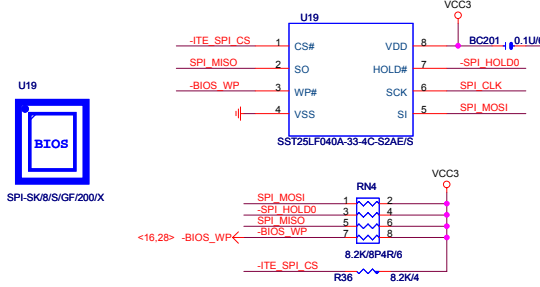 VCC3
U19
-ITE_SPI_CS 1 CS# VDD 8 BC201 0.1U/6
SPI_MISO 2 SO HOLD# 7 -SPI_HOLD0
-BIOS_WP 3 WP# SCK 6 SPI_CLK
4 VSS SI 5 SPI_MOSI
SST25LF040A-33-4C-S2AE/S
U19
BIOS
SPI-SK/8/S/GF/200/X
VCC3
RN4
SPI_MOSI 1 2
-SPI_HOLD0 3 4
SPI_MISO 5 6
<16,28> -BIOS_WP -BIOS_WP 7 8
8.2K/8P4R/6
-ITE_SPI_CS
R36 8.2K/4